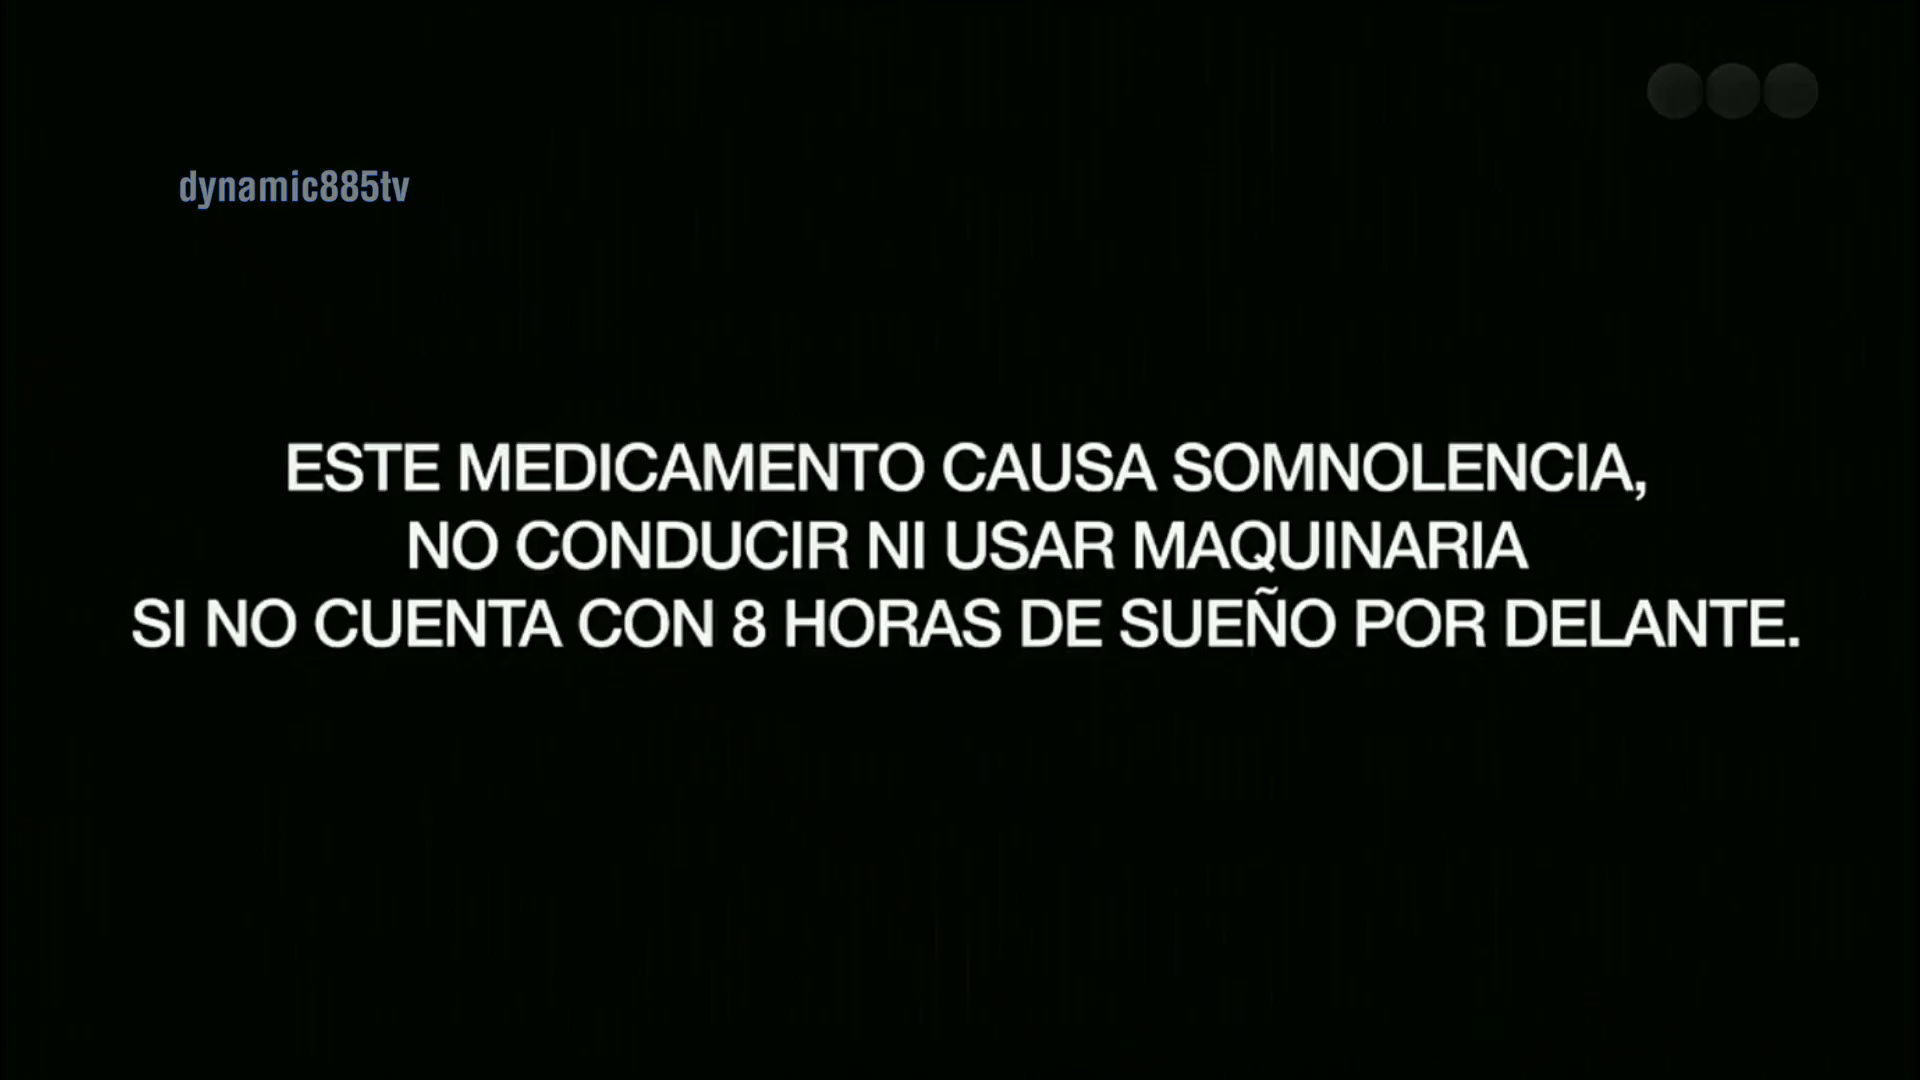 dynamic885tv
ESTE MEDICAMENTO CAUSA SOMNOLENCIA,
NO CONDUCIR NI USAR MAQUINARIA
SI NO CUENTA CON 8 HORAS DE SUEÑO POR DELANTE.